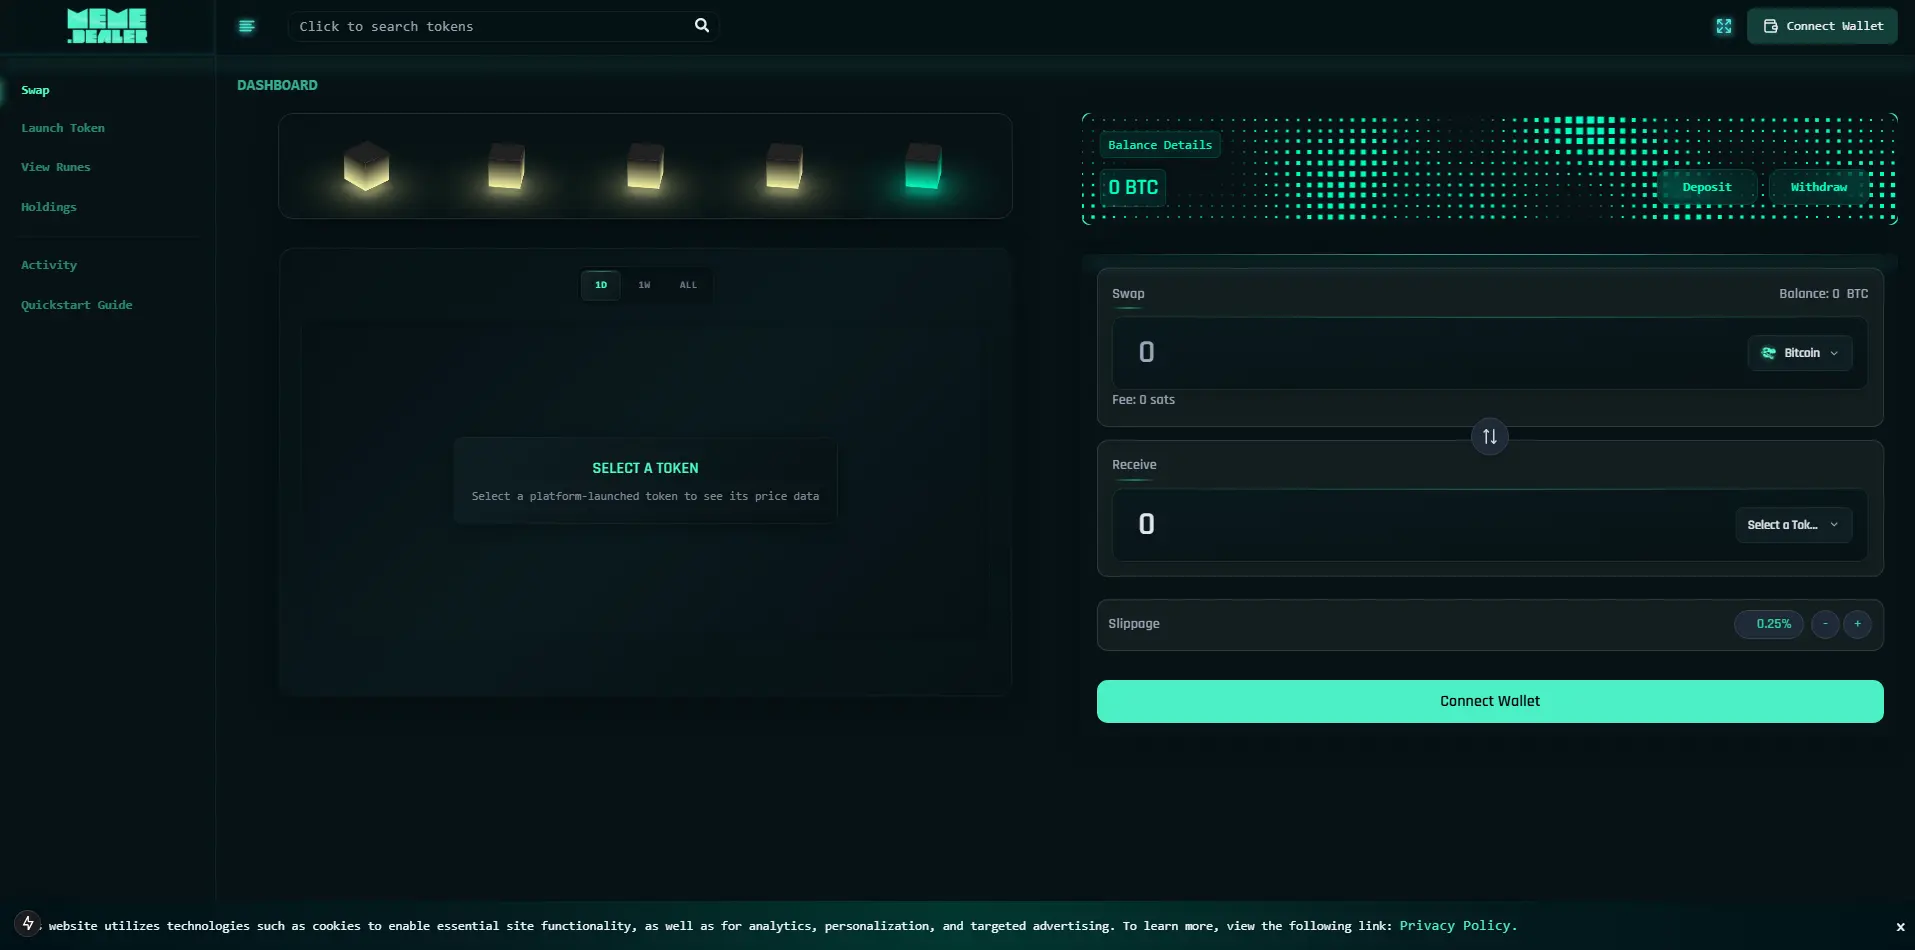 MEME
.DEALER
Click to search tokens
Connect Wallet
Swap
Launch Token
View Runes
Holdings
Activity
Quickstart Guide
DASHBOARD
1D 1W ALL
SELECT A TOKEN
Select a platform-launched token to see its price data
Balance Details
0 BTC
Deposit Withdraw
Swap Balance: 0 BTC
0 Bitcoin
Fee: 0 sats
Receive
0 Select a Tok...
Slippage 0.25% - +
Connect Wallet
website utilizes technologies such as cookies to enable essential site functionality, as well as for analytics, personalization, and targeted advertising. To learn more, view the following link: Privacy Policy. x